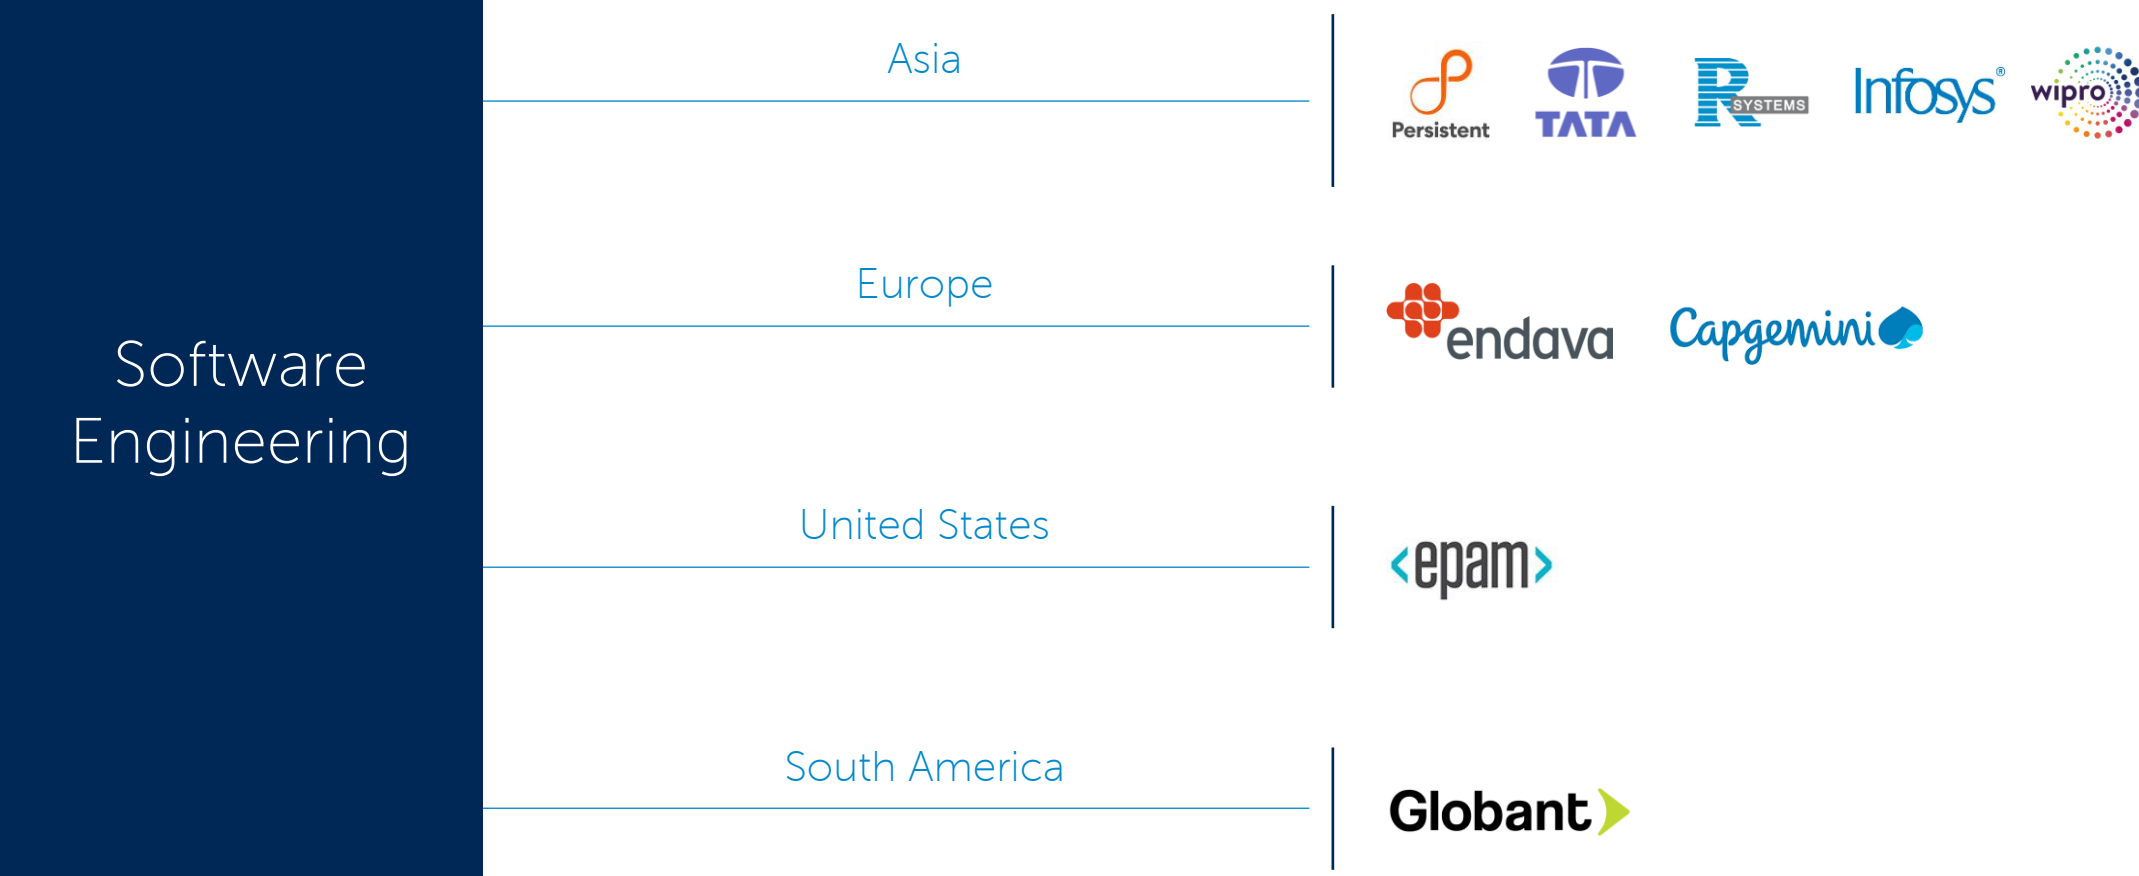 Software
Engineering
Asia
Persistent
TATA
R SYSTEMS
Infosys®
wipro
Europe
endava
Capgemini
United States
<epam>
South America
Globant